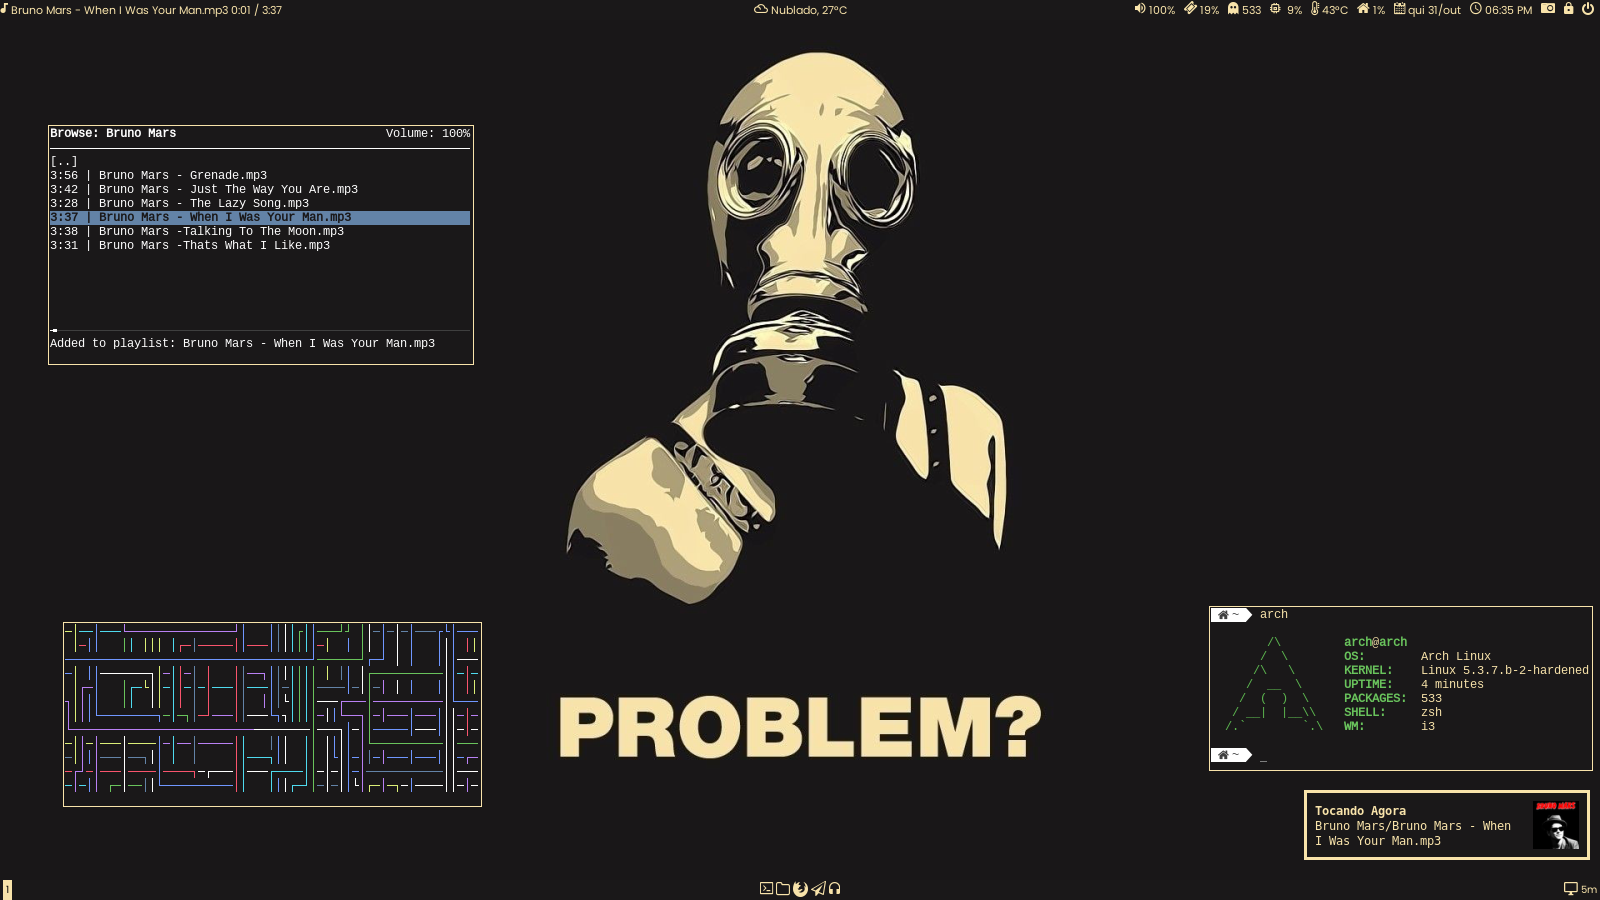 Bruno Mars - When I Was Your Man.mp3 0:01 / 3:37
Nublado, 27ºC
100% 19% 533 9% 43°C 1% qui 31/out 06:35 PM
Browse: Bruno Mars Volume: 100%
[..]
3:56 | Bruno Mars - Grenade.mp3
3:42 | Bruno Mars - Just The Way You Are.mp3
3:28 | Bruno Mars - The Lazy Song.mp3
3:37 | Bruno Mars - When I Was Your Man.mp3
3:38 | Bruno Mars -Talking To The Moon.mp3
3:31 | Bruno Mars -Thats What I Like.mp3
Added to playlist: Bruno Mars - When I Was Your Man.mp3
PROBLEM?
~ arch
arch@arch
OS: Arch Linux
KERNEL: Linux 5.3.7.b-2-hardened
UPTIME: 4 minutes
PACKAGES: 533
SHELL: zsh
WM: i3
~ _
Tocando Agora
Bruno Mars/Bruno Mars - When
I Was Your Man.mp3
BRUNO MARS
1
5m